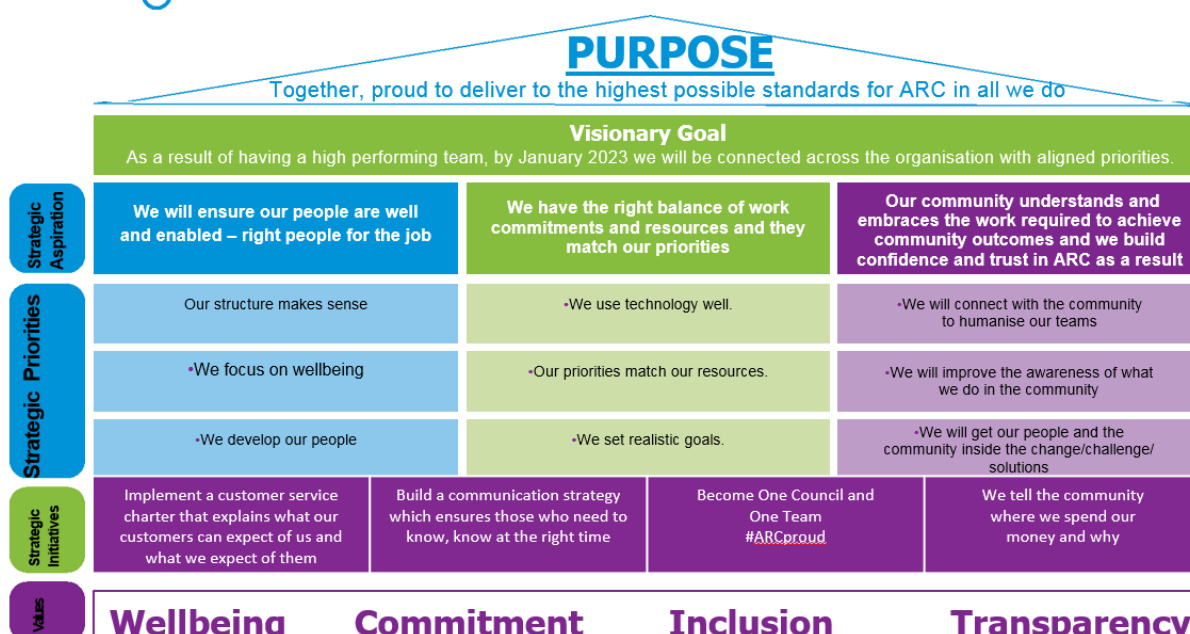 PURPOSE
Together, proud to deliver to the highest possible standards for ARC in all we do
Visionary Goal
As a result of having a high performing team, by January 2023 we will be connected across the organisation with aligned priorities.
Strategic
Aspiration
We will ensure our people are well
and enabled – right people for the job
We have the right balance of work
commitments and resources and they
match our priorities
Our community understands and
embraces the work required to achieve
community outcomes and we build
confidence and trust in ARC as a result
Strategic Priorities
Our structure makes sense
•We use technology well.
•We will connect with the community
to humanise our teams
•We focus on wellbeing
•Our priorities match our resources.
•We will improve the awareness of what
we do in the community
•We develop our people
•We set realistic goals.
•We will get our people and the
community inside the change/challenge/
solutions
Strategic
Initiatives
Implement a customer service
charter that explains what our
customers can expect of us and
what we expect of them
Build a communication strategy
which ensures those who need to
know, know at the right time
Become One Council and
One Team
#ARCproud
We tell the community
where we spend our
money and why
Values
Wellbeing
Commitment
Inclusion
Transparency